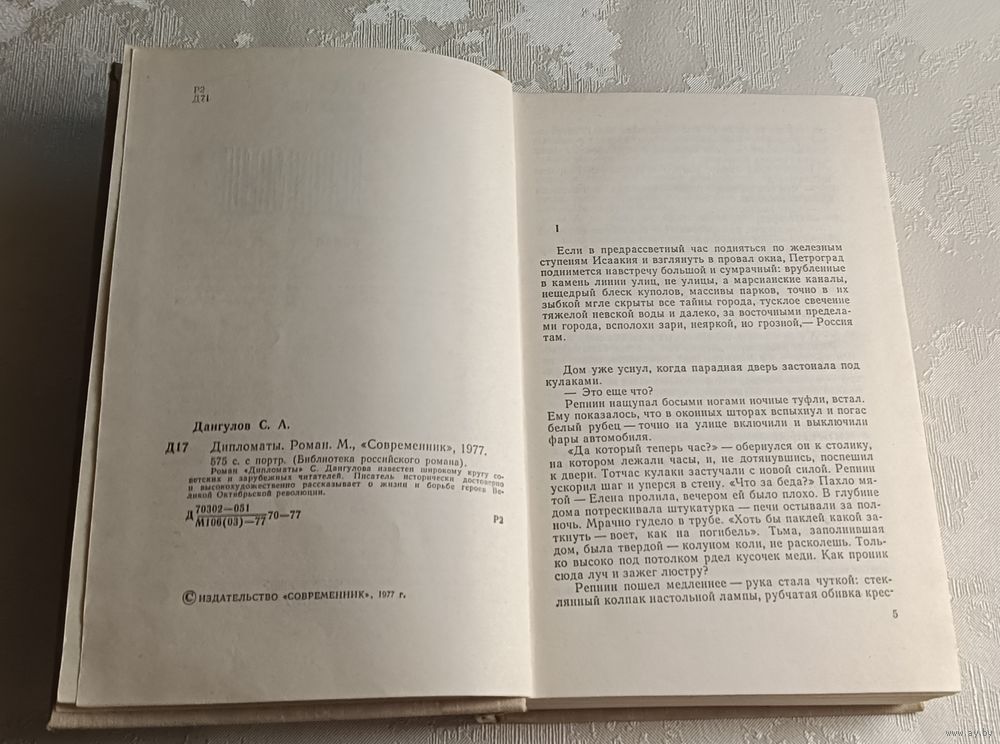 Р2
Д71
Дангулов С. А.
Д17 Дипломаты. Роман. М., «Современник», 1977.
575 с. с портр. (Библиотека российского романа).
Роман «Дипломаты» С. Дангулова известен широкому кругу со-
ветских и зарубежных читателей. Писатель исторически достоверно
и высокохудожественно рассказывает о жизни и борьбе героев Ве-
ликой Октябрьской революции.
Д 70302—051
М106(03)—77 70—77
Р2
© ИЗДАТЕЛЬСТВО «СОВРЕМЕННИК», 1977 г.
I
Если в предрассветный час подняться по железным
ступеням Исаакия и взглянуть в провал окна, Петроград
поднимется навстречу большой и сумрачный: врубленные
в камень линии улиц, не улицы, а марсианские каналы,
нещедрый блеск куполов, массивы парков, точно в их
зыбкой мгле скрыты все тайны города, тусклое свечение
тяжелой невской воды и далеко, за восточными предела-
ми города, всполохи зари, неяркой, но грозной,— Россия
там.
Дом уже уснул, когда парадная дверь застонала под
кулаками.
— Это еще что?
Репнин нащупал босыми ногами ночные туфли, встал.
Ему показалось, что в оконных шторах вспыхнул и погас
белый рубец — точно на улице включили и выключили
фары автомобиля.
«Да который теперь час?» — обернулся он к столику,
на котором лежали часы, и, не дотянувшись, поспешил
к двери. Тотчас кулаки застучали с новой силой. Репнин
ускорил шаг и уперся в стену. «Что за беда?» Пахло мя-
той — Елена пролила, вечером ей было плохо. В глубине
дома потрескивала штукатурка — печи остывали за пол-
ночь. Мрачно гудело в трубе. «Хоть бы паклей какой за-
ткнуть — воет, как на погибель». Тьма, заполнившая
дом, была твердой — колуном коли, не расколешь. Толь-
ко высоко под потолком рдел кусочек меди. Как проник
сюда луч и зажег люстру?
Репнин пошел медленнее — рука стала чуткой: стек-
лянный колпак настольной лампы, рубчатая обивка крес-
5
www.ay.by